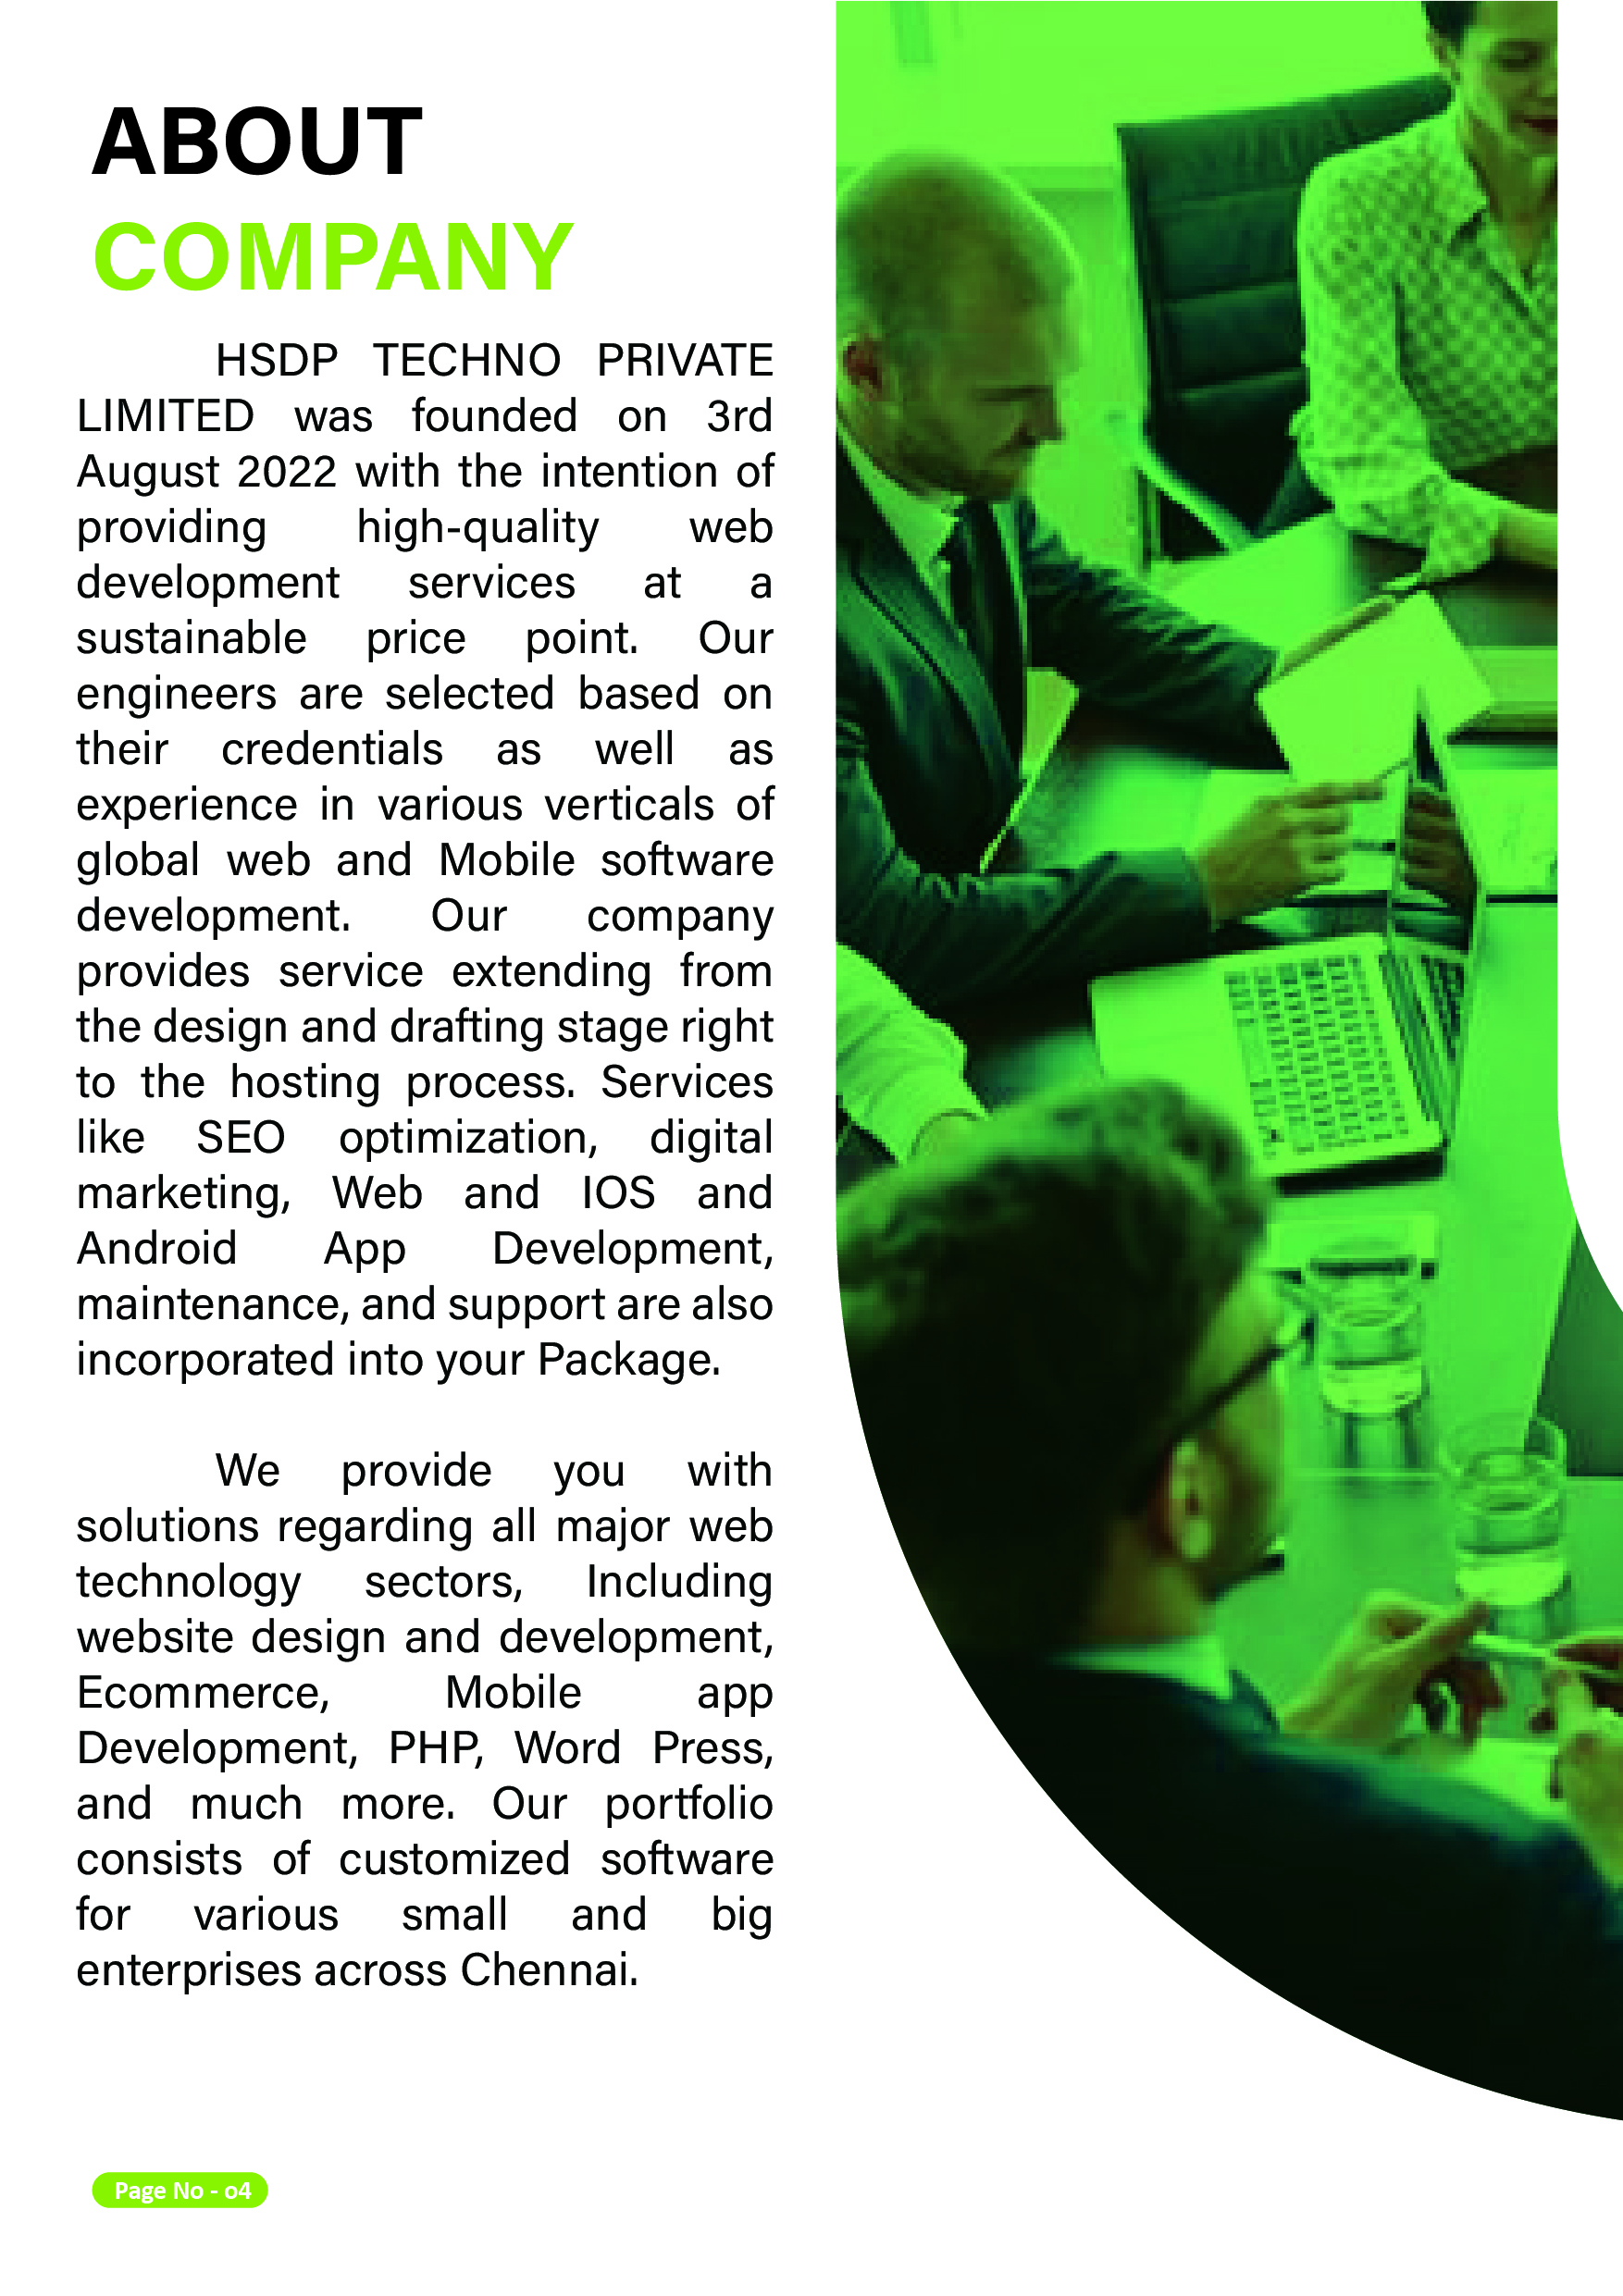 ABOUT
COMPANY
HSDP TECHNO PRIVATE
LIMITED was founded on 3rd
August 2022 with the intention of
providing high-quality web
development services at a
sustainable price point. Our
engineers are selected based on
their credentials as well as
experience in various verticals of
global web and Mobile software
development. Our company
provides service extending from
the design and drafting stage right
to the hosting process. Services
like SEO optimization, digital
marketing, Web and IOS and
Android App Development,
maintenance, and support are also
incorporated into your Package.
We provide you with
solutions regarding all major web
technology sectors, Including
website design and development,
Ecommerce, Mobile app
Development, PHP, Word Press,
and much more. Our portfolio
consists of customized software
for various small and big
enterprises across Chennai.
Page No - o4